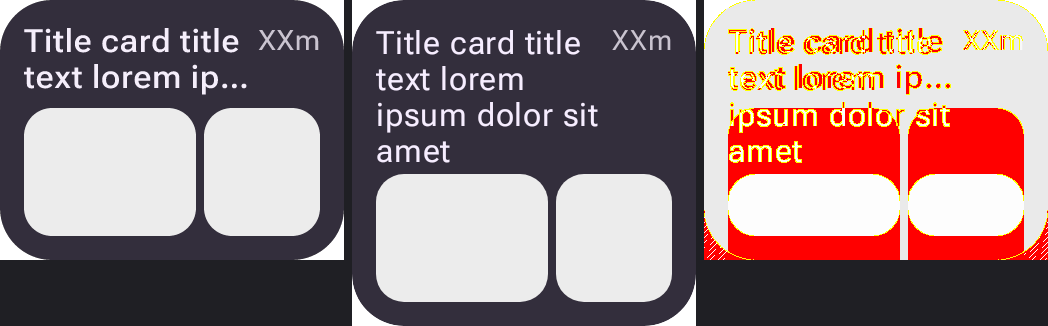 Title card title XXm
text lorem ip...
Title card title XXm
text lorem
ipsum dolor sit
amet
Title card title XXm
text lorem ip...
ipsum dolor sit
amet